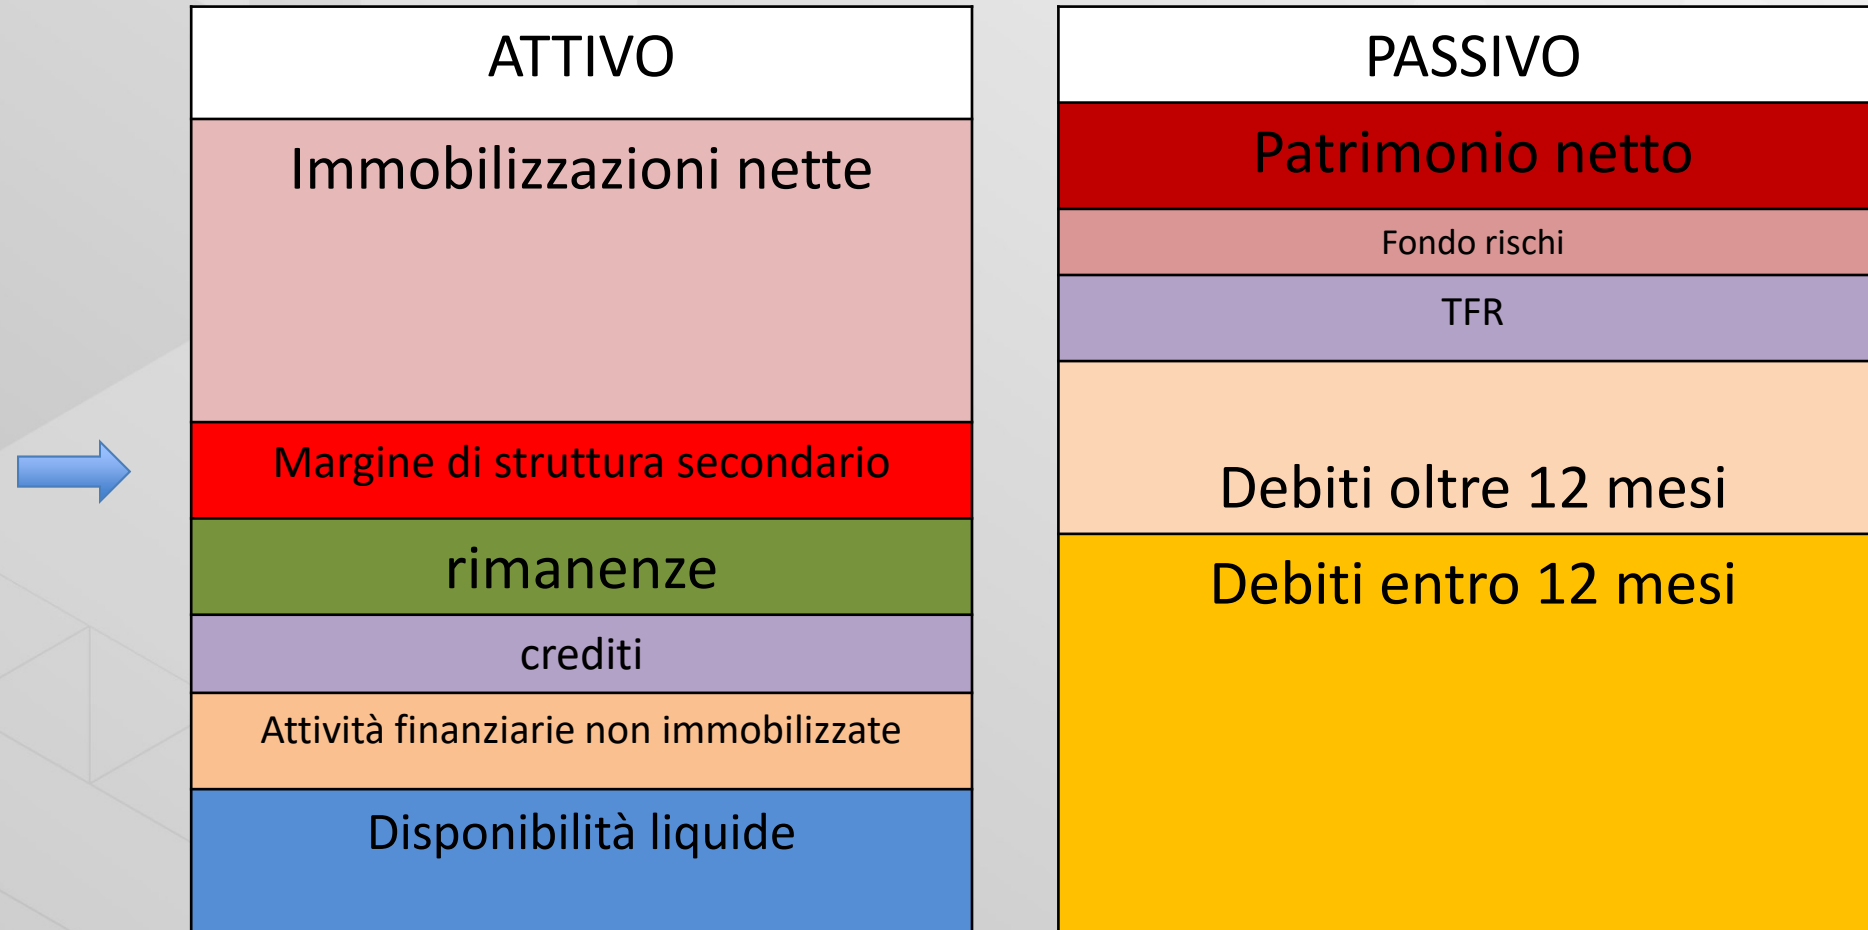 ATTIVO
Immobilizzazioni nette
Margine di struttura secondario
rimanenze
crediti
Attività finanziarie non immobilizzate
Disponibilità liquide
PASSIVO
Patrimonio netto
Fondo rischi
TFR
Debiti oltre 12 mesi
Debiti entro 12 mesi